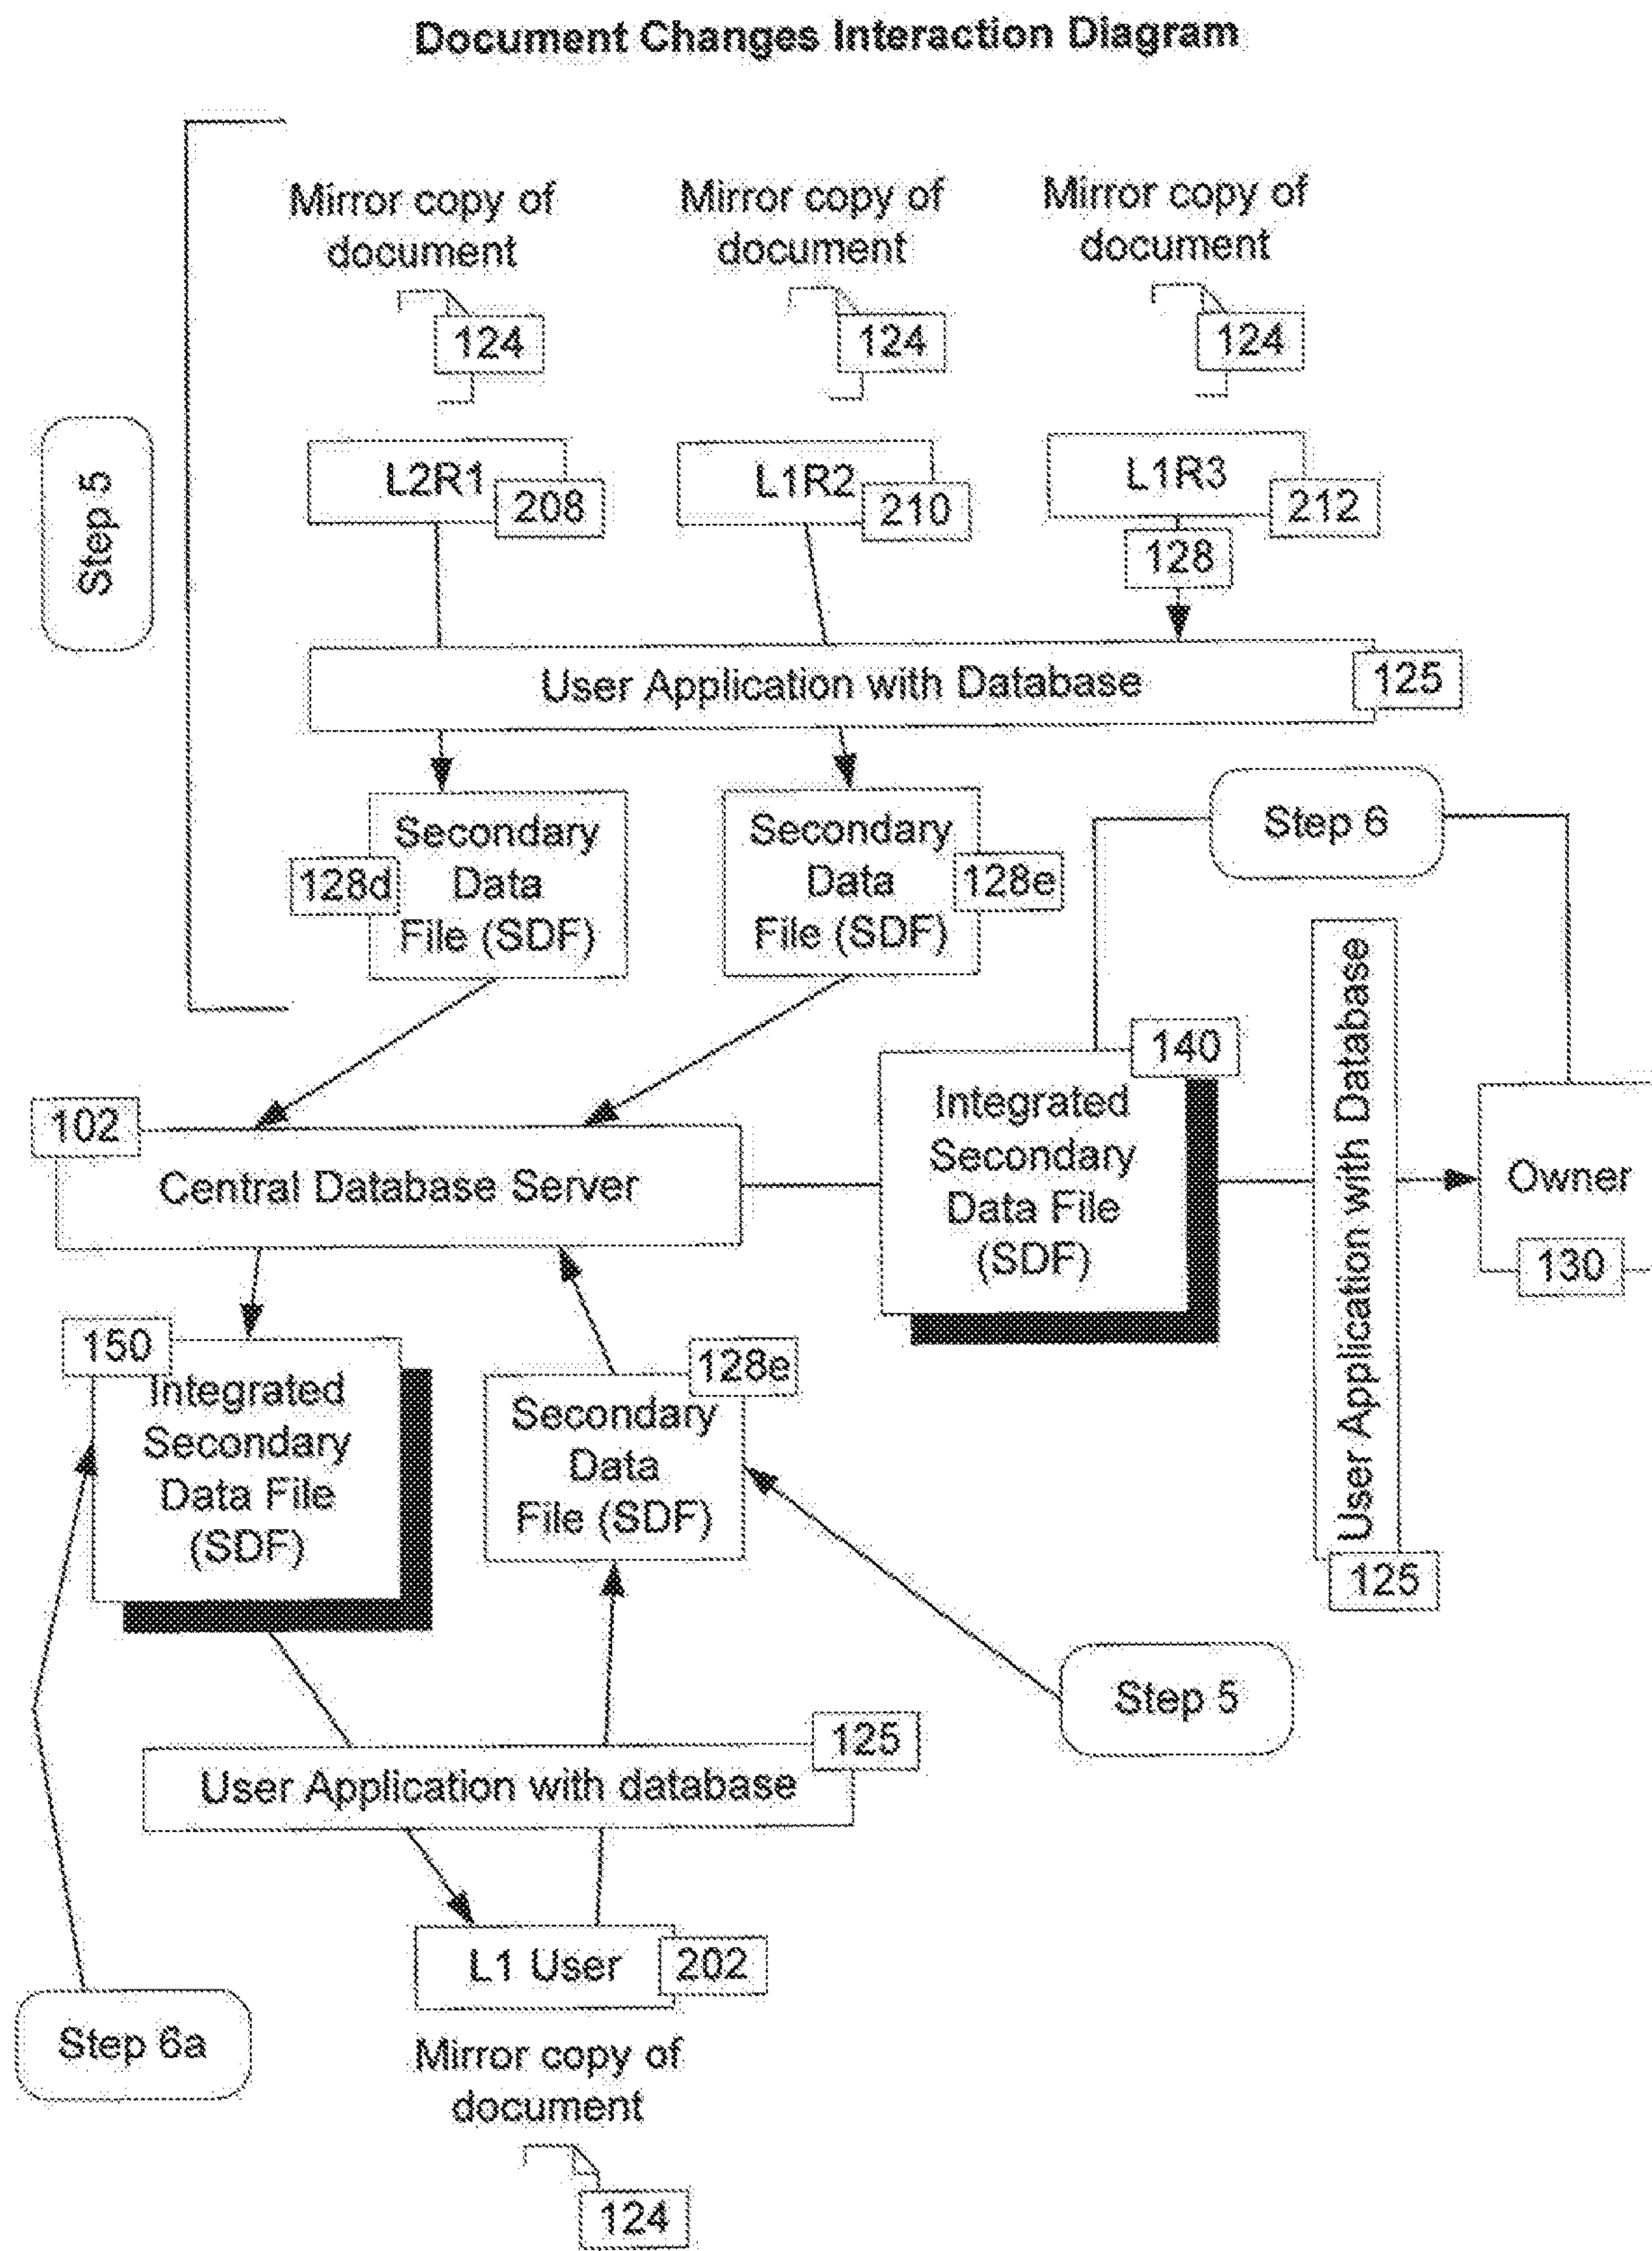 Document Changes Interaction Diagram
Mirror copy of
document
124
Mirror copy of
document
124
Mirror copy of
document
124
Step 5
L2R1
208
L1R2
210
L1R3
212
128
User Application with Database
125
Secondary
Data
File (SDF)
128d
Secondary
Data
File (SDF)
128e
Step 6
102
Central Database Server
140
Integrated
Secondary
Data File
(SDF)
User Application with Database
125
Owner
130
150
Integrated
Secondary
Data File
(SDF)
128e
Secondary
Data
File (SDF)
Step 5
125
User Application with database
L1 User
202
Step 6a
Mirror copy of
document
124